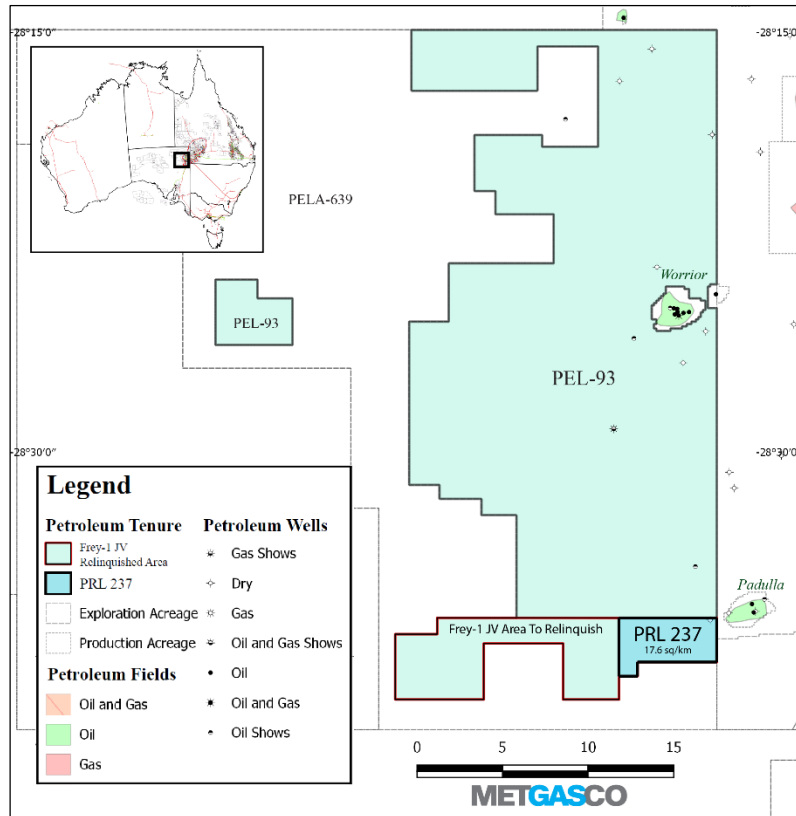 28°15'0"
-28°15'0"
PELA-639
Worrior
PEL-93
PEL-93
28°30'0"
-28°30'0"
Legend
Petroleum Tenure
Frey-1 JV
Relinquished Area
PRL 237
Exploration Acreage
Production Acreage
Petroleum Fields
Oil and Gas
Oil
Gas
Petroleum Wells
Gas Shows
Dry
Gas
Oil and Gas Shows
Oil
Oil and Gas
Oil Shows
Padulla
Frey-1 JV Area To Relinquish
PRL 237
17.6 sq/km
0 5 10 15
METGASCO